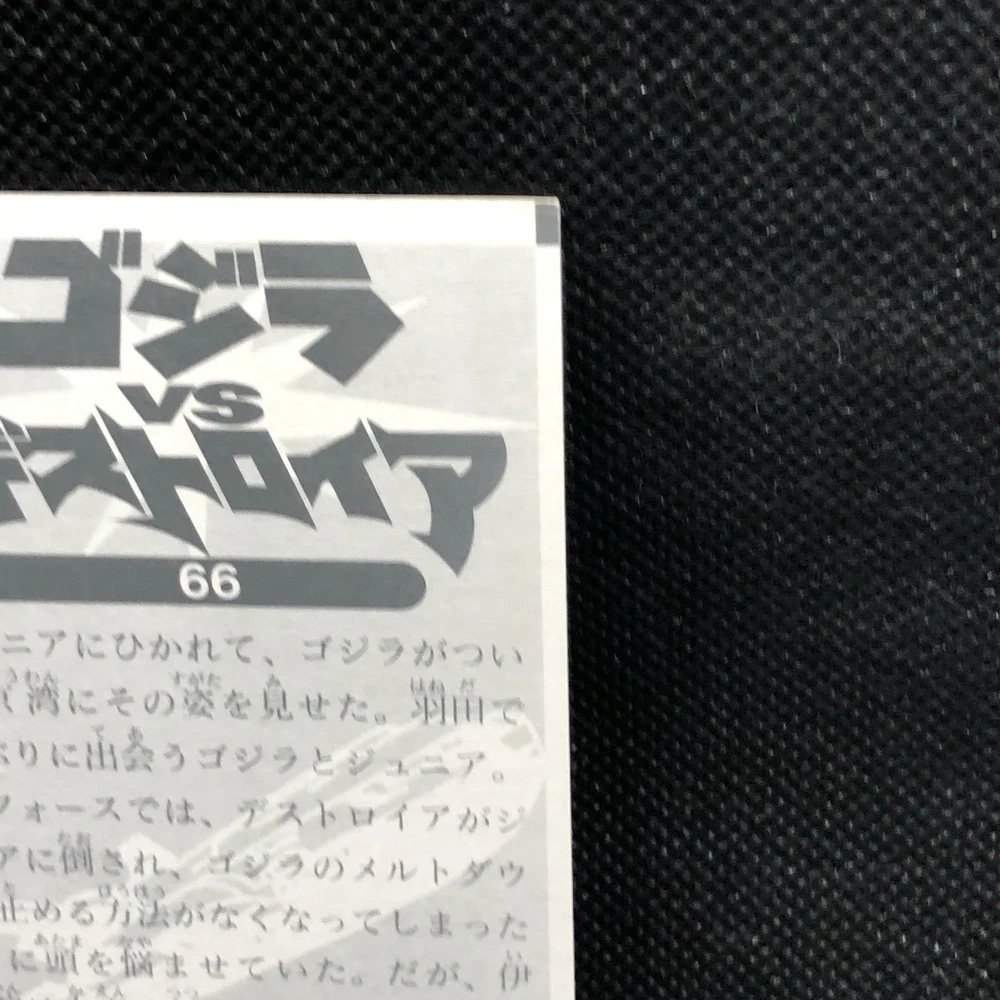 ゴジラ
VS
デストロイア
66
ニアにひかれて、ゴジラがつい
湾にその姿を見せた。羽田で
ぶりに出会うゴジラとジュニア。
フォースでは、デストロイアがジ
アに倒され、ゴジラのメルトダウ
止める方法がなくなってしまった
に頭を悩ませていた。だが、伊